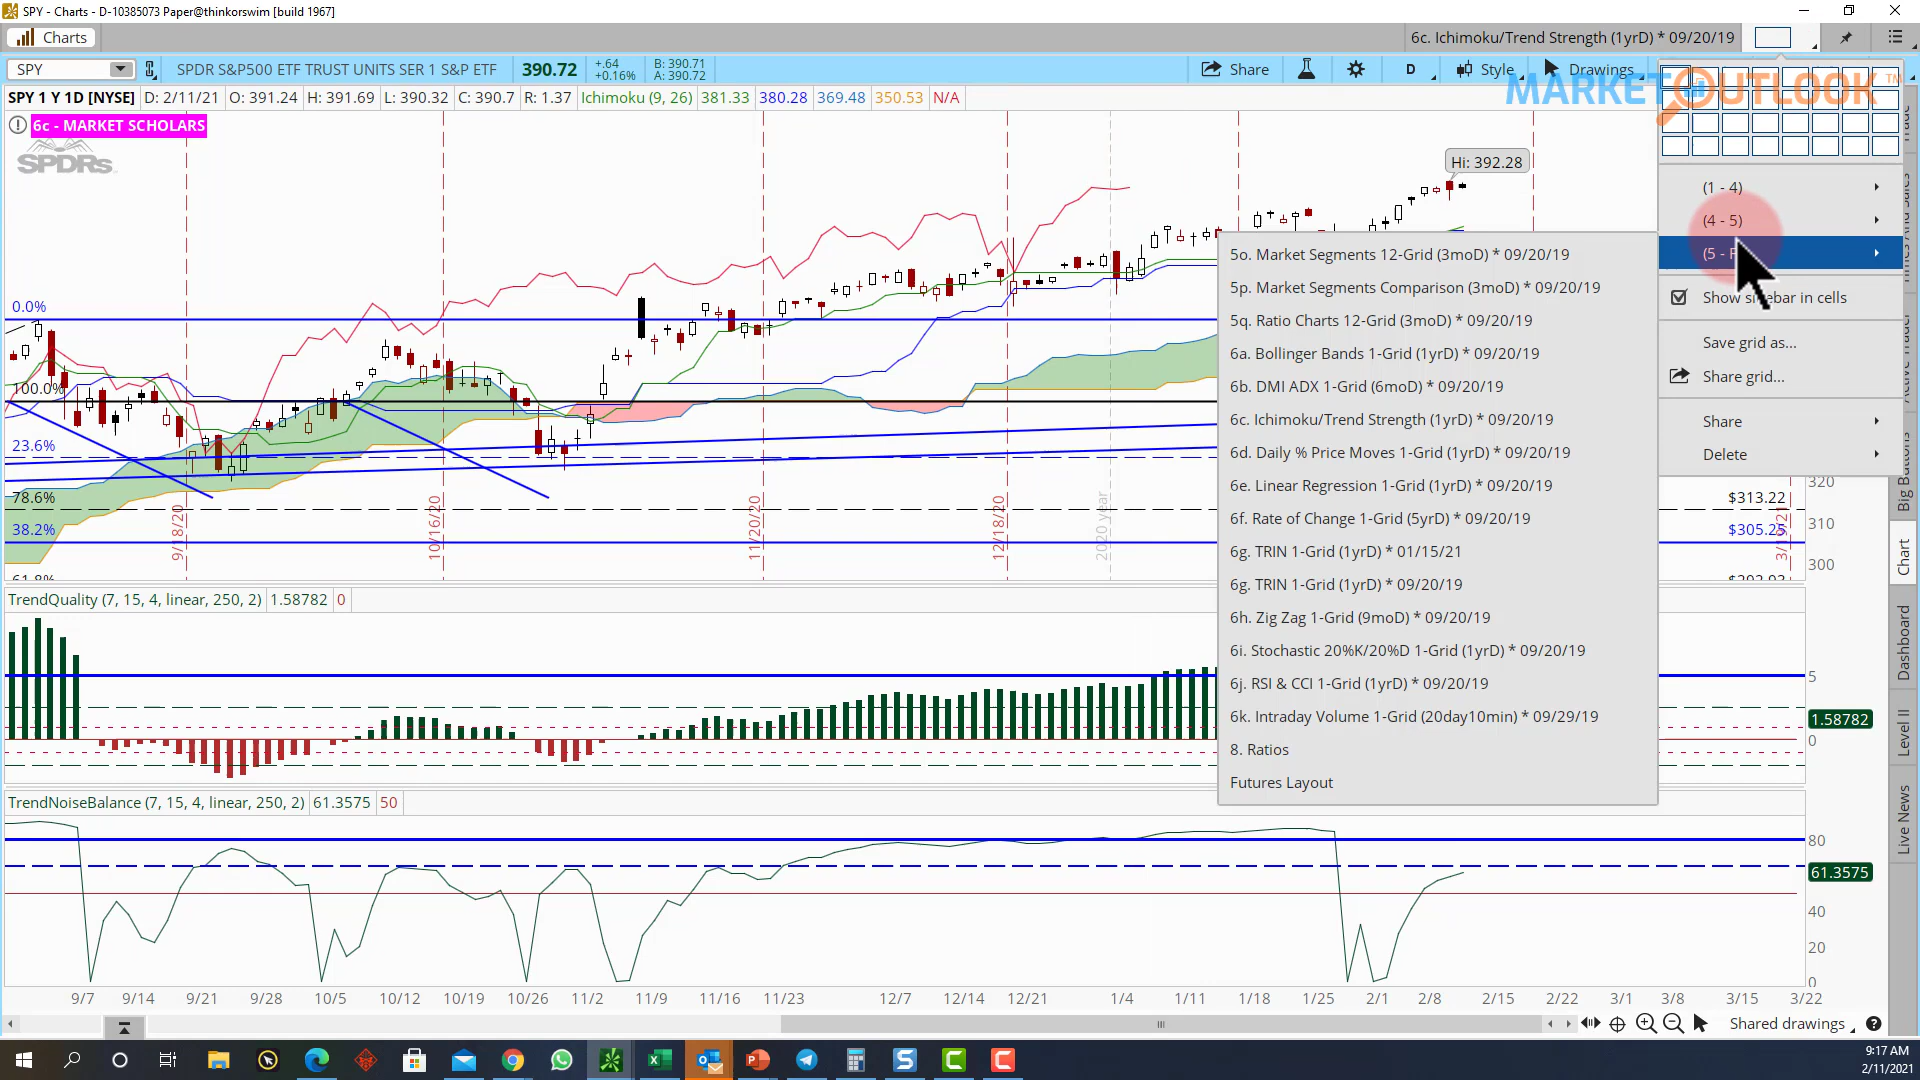 SPY - Charts - D-10385073 Paper@thinkorswim [build 1967]
Charts
6c. Ichimoku/Trend Strength (1yrD) * 09/20/19
SPY
SPDR S&P500 ETF TRUST UNITS SER 1 S&P ETF
390.72
+.64
+0.16%
B: 390.71
A: 390.72
Share
D
Style
Drawings
MARKET OUTLOOK TM
SPY 1 Y 1D [NYSE]
D: 2/11/21
O: 391.24
H: 391.69
L: 390.32
C: 390.7
R: 1.37
Ichimoku (9, 26)
381.33
380.28
369.48
350.53
N/A
6c - MARKET SCHOLARS
SPDRs
Hi: 392.28
(1 - 4)
(4 - 5)
(5 -
Show sidebar in cells
Save grid as...
Share grid...
Share
Delete
5o. Market Segments 12-Grid (3moD) * 09/20/19
5p. Market Segments Comparison (3moD) * 09/20/19
5q. Ratio Charts 12-Grid (3moD) * 09/20/19
6a. Bollinger Bands 1-Grid (1yrD) * 09/20/19
6b. DMI ADX 1-Grid (6moD) * 09/20/19
6c. Ichimoku/Trend Strength (1yrD) * 09/20/19
6d. Daily % Price Moves 1-Grid (1yrD) * 09/20/19
6e. Linear Regression 1-Grid (1yrD) * 09/20/19
6f. Rate of Change 1-Grid (5yrD) * 09/20/19
6g. TRIN 1-Grid (1yrD) * 01/15/21
6g. TRIN 1-Grid (1yrD) * 09/20/19
6h. Zig Zag 1-Grid (9moD) * 09/20/19
6i. Stochastic 20%K/20%D 1-Grid (1yrD) * 09/20/19
6j. RSI & CCI 1-Grid (1yrD) * 09/20/19
6k. Intraday Volume 1-Grid (20day10min) * 09/29/19
8. Ratios
Futures Layout
0.0%
100.0%
23.6%
78.6%
38.2%
61.8%
9/18/20
10/16/20
11/20/20
12/18/20
2020 year
$313.22
$305.25
$292.93
320
310
300
Big Buttons
Chart
Dashboard
Level II
Live News
TrendQuality (7, 15, 4, linear, 250, 2)
1.58782
0
5
1.58782
0
TrendNoiseBalance (7, 15, 4, linear, 250, 2)
61.3575
50
80
61.3575
40
20
0
9/7
9/14
9/21
9/28
10/5
10/12
10/19
10/26
11/2
11/9
11/16
11/23
12/7
12/14
12/21
1/4
1/11
1/18
1/25
2/1
2/8
2/15
2/22
3/1
3/8
3/15
3/22
Shared drawings
9:17 AM
2/11/2021